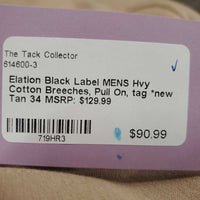 The Tack Collector
614600-3
Elation Black Label MENS Hvy
Cotton Breeches, Pull On, tag *new
Tan 34 MSRP: $129.99
719HR3
$90.99